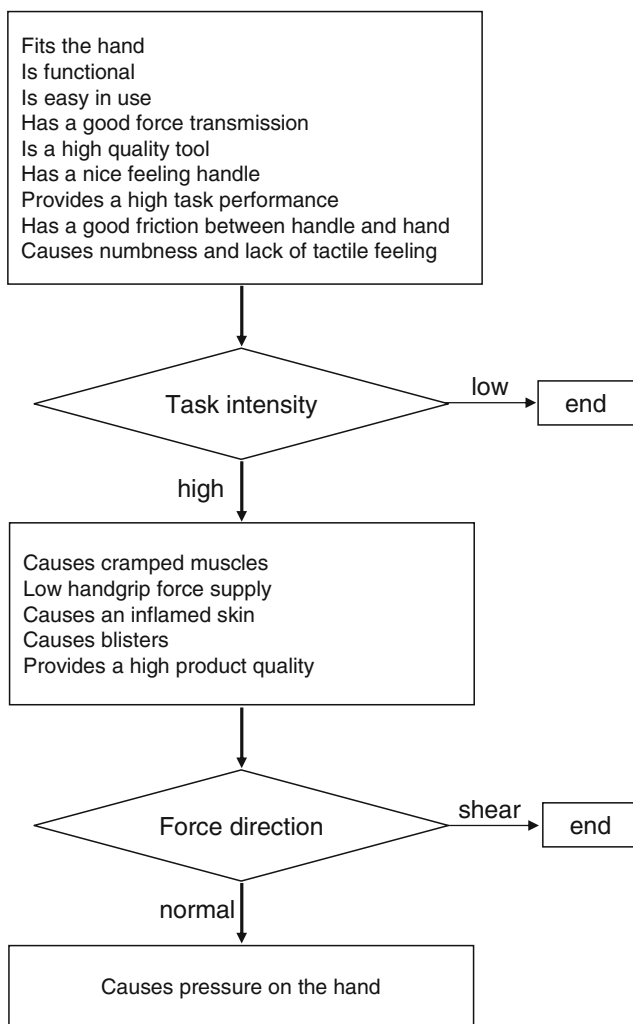 Fits the hand
Is functional
Is easy in use
Has a good force transmission
Is a high quality tool
Has a nice feeling handle
Provides a high task performance
Has a good friction between handle and hand
Causes numbness and lack of tactile feeling
Task intensity
low
end
high
Causes cramped muscles
Low handgrip force supply
Causes an inflamed skin
Causes blisters
Provides a high product quality
Force direction
shear
end
normal
Causes pressure on the hand